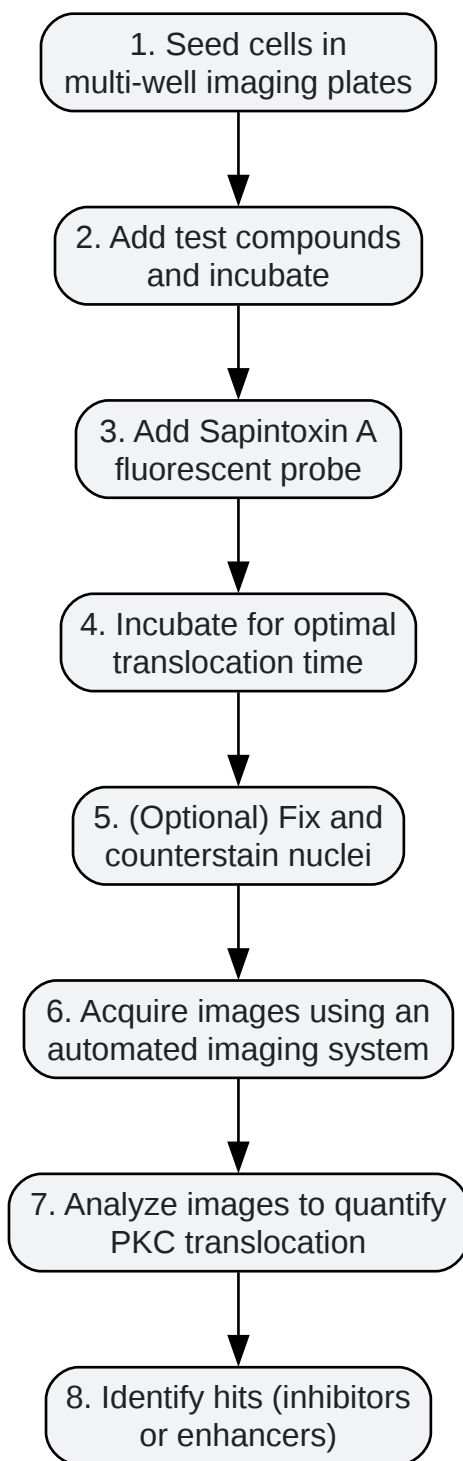 1. Seed cells in
multi-well imaging plates
2. Add test compounds
and incubate
3. Add Sapintoxin A
fluorescent probe
4. Incubate for optimal
translocation time
5. (Optional) Fix and
counterstain nuclei
6. Acquire images using an
automated imaging system
7. Analyze images to quantify
PKC translocation
8. Identify hits (inhibitors
or enhancers)